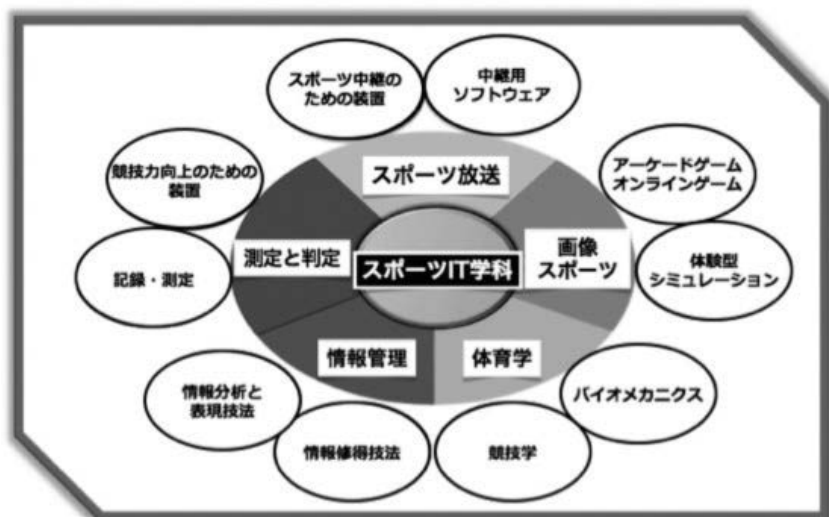 スポーツ中継の
ための装置
中継用
ソフトウェア
競技力向上のための
装置
スポーツ放送
アーケードゲーム
オンラインゲーム
記録・測定
測定と判定
スポーツIT学科
画像
スポーツ
体験型
シミュレーション
情報管理
体育学
情報分析と
表現技法
バイオメカニクス
情報修得技法
競技学